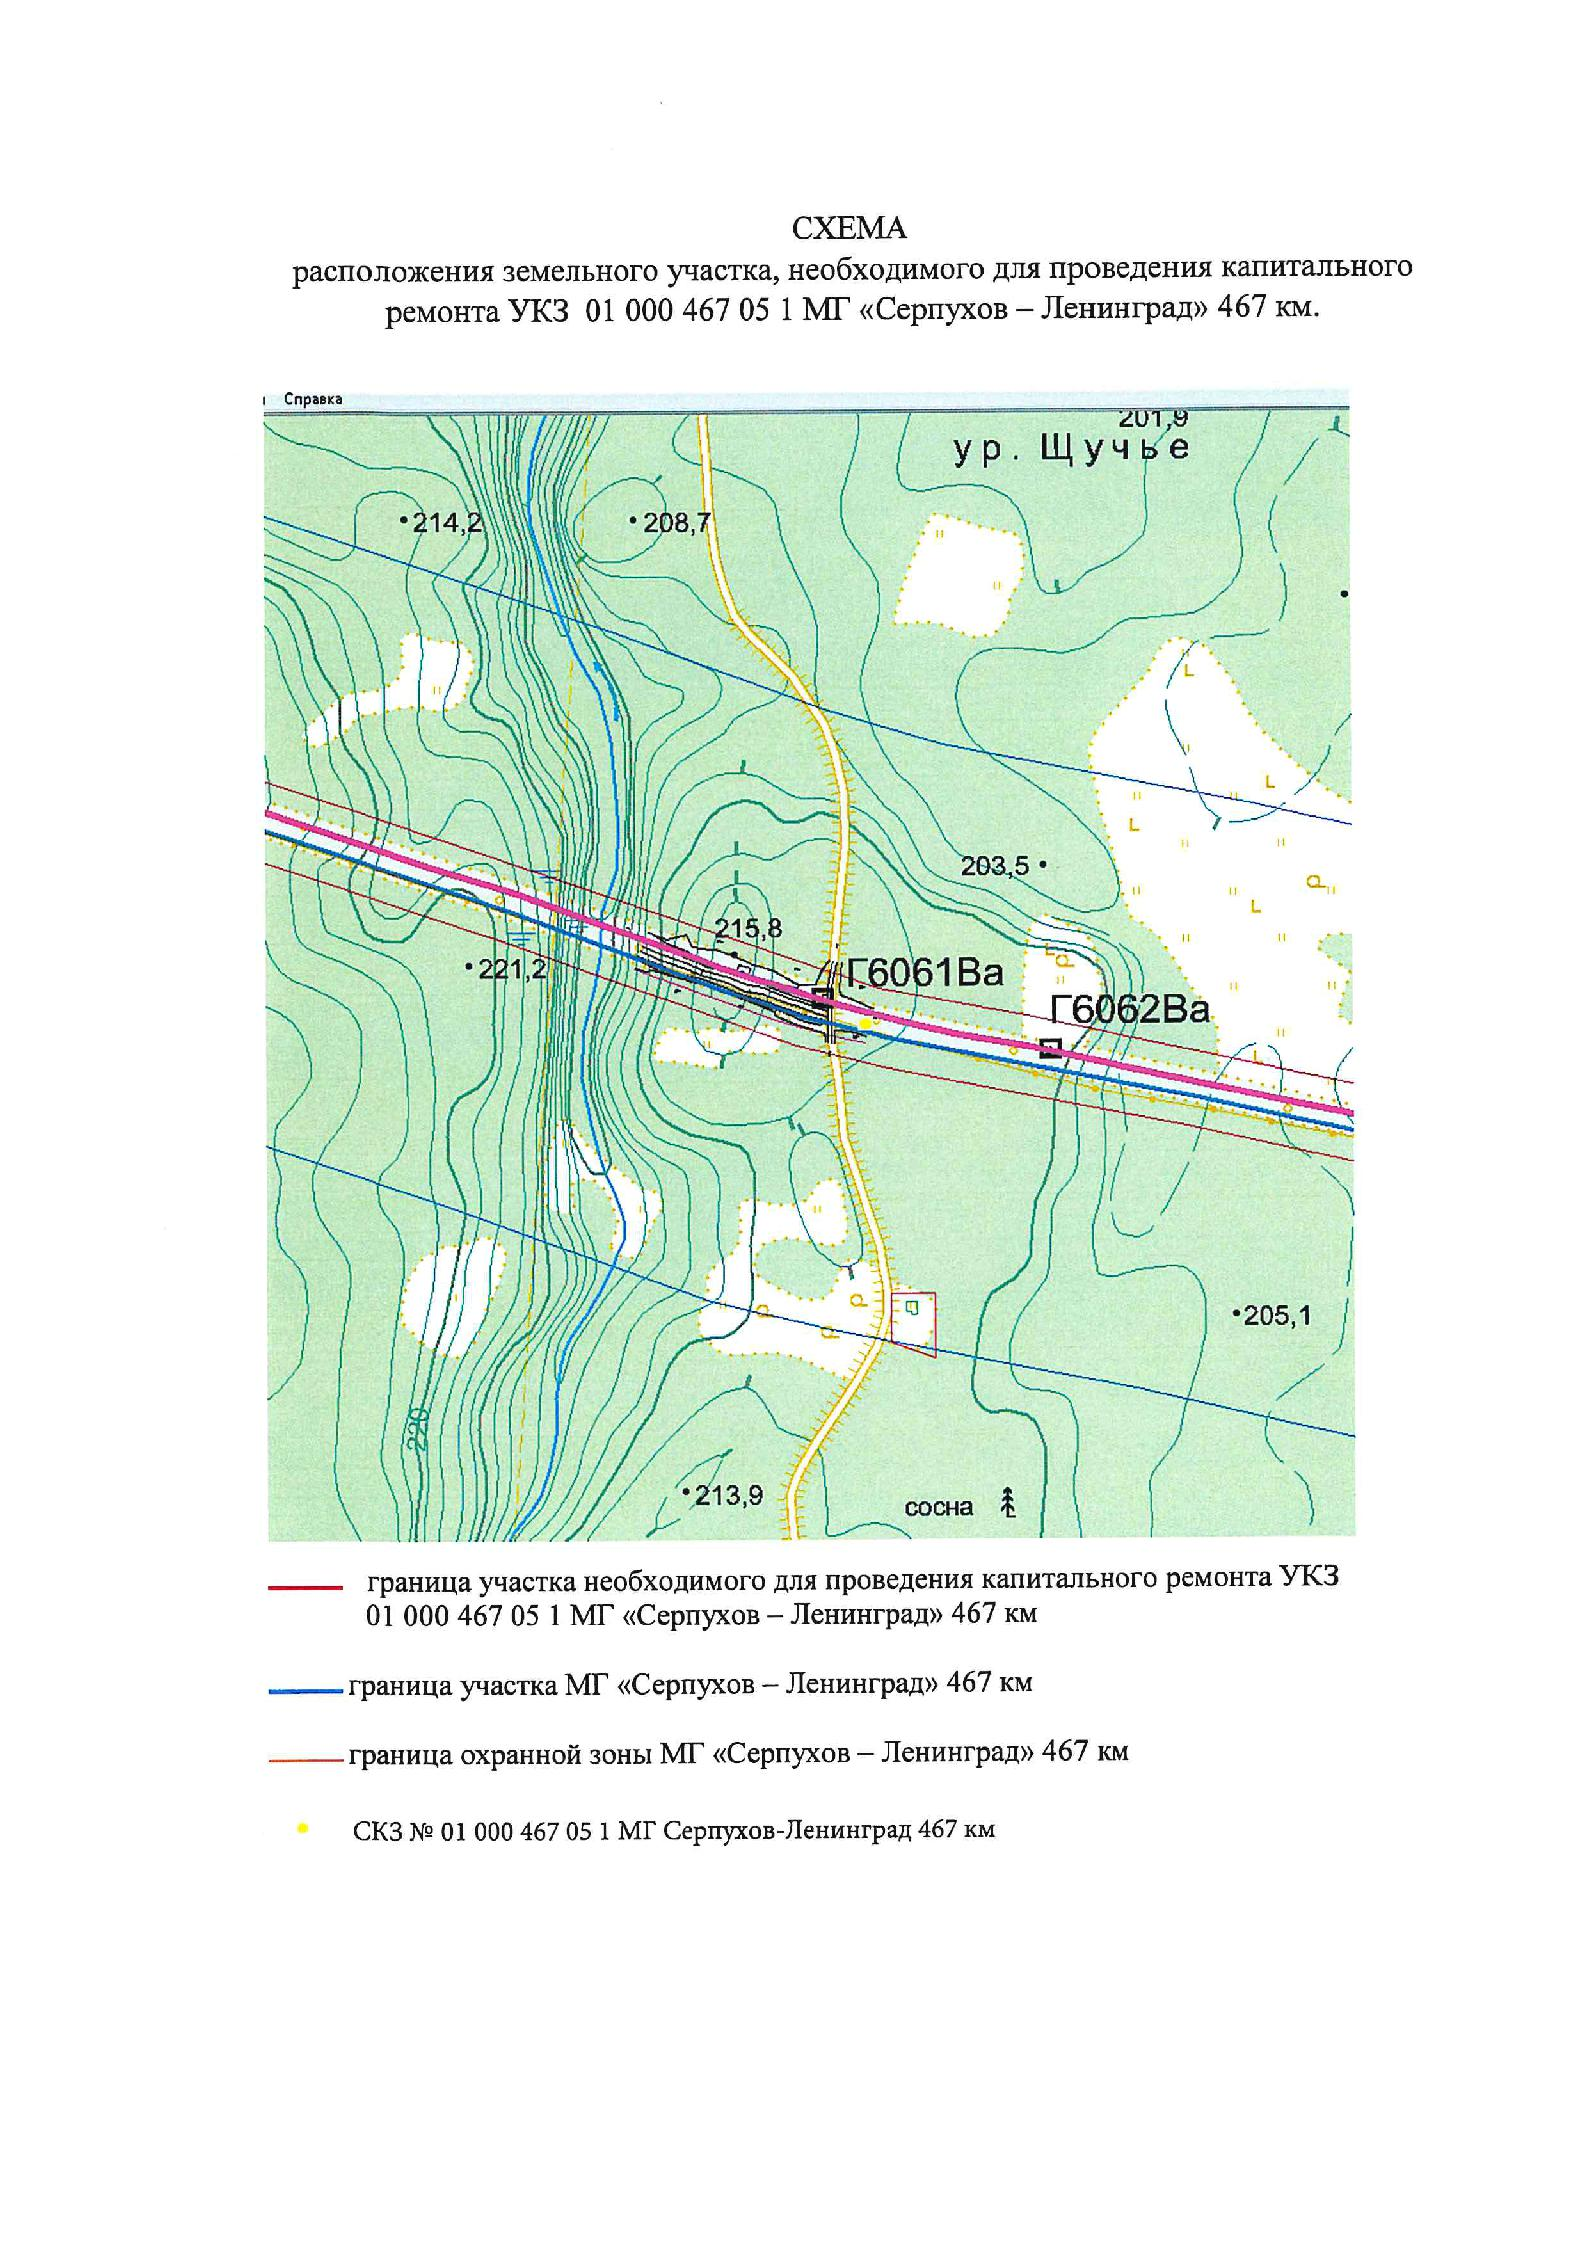 СХЕМА
расположения земельного участка, необходимого для проведения капитального
ремонта УКЗ 01 000 467 05 1 МГ «Серпухов – Ленинград» 467 км.
Справка
201,9
ур. Щучье
214,2
208,7
203,5
215,8
221,2
Г6061Ва
Г6062Ва
205,1
220
213,9
сосна
граница участка необходимого для проведения капитального ремонта УКЗ
01 000 467 05 1 МГ «Серпухов – Ленинград» 467 км
граница участка МГ «Серпухов – Ленинград» 467 км
граница охранной зоны МГ «Серпухов – Ленинград» 467 км
СКЗ № 01 000 467 05 1 МГ Серпухов-Ленинград 467 км